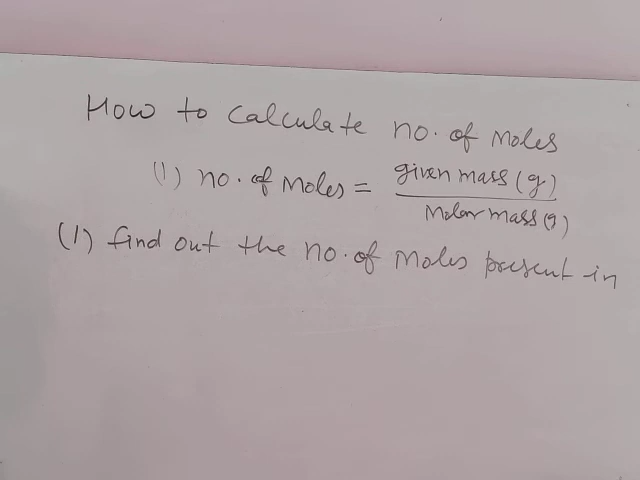 How to calculate no. of moles
(1) no. of moles = given mass (g) / Molar mass (g)
(1) find out the no. of moles present in